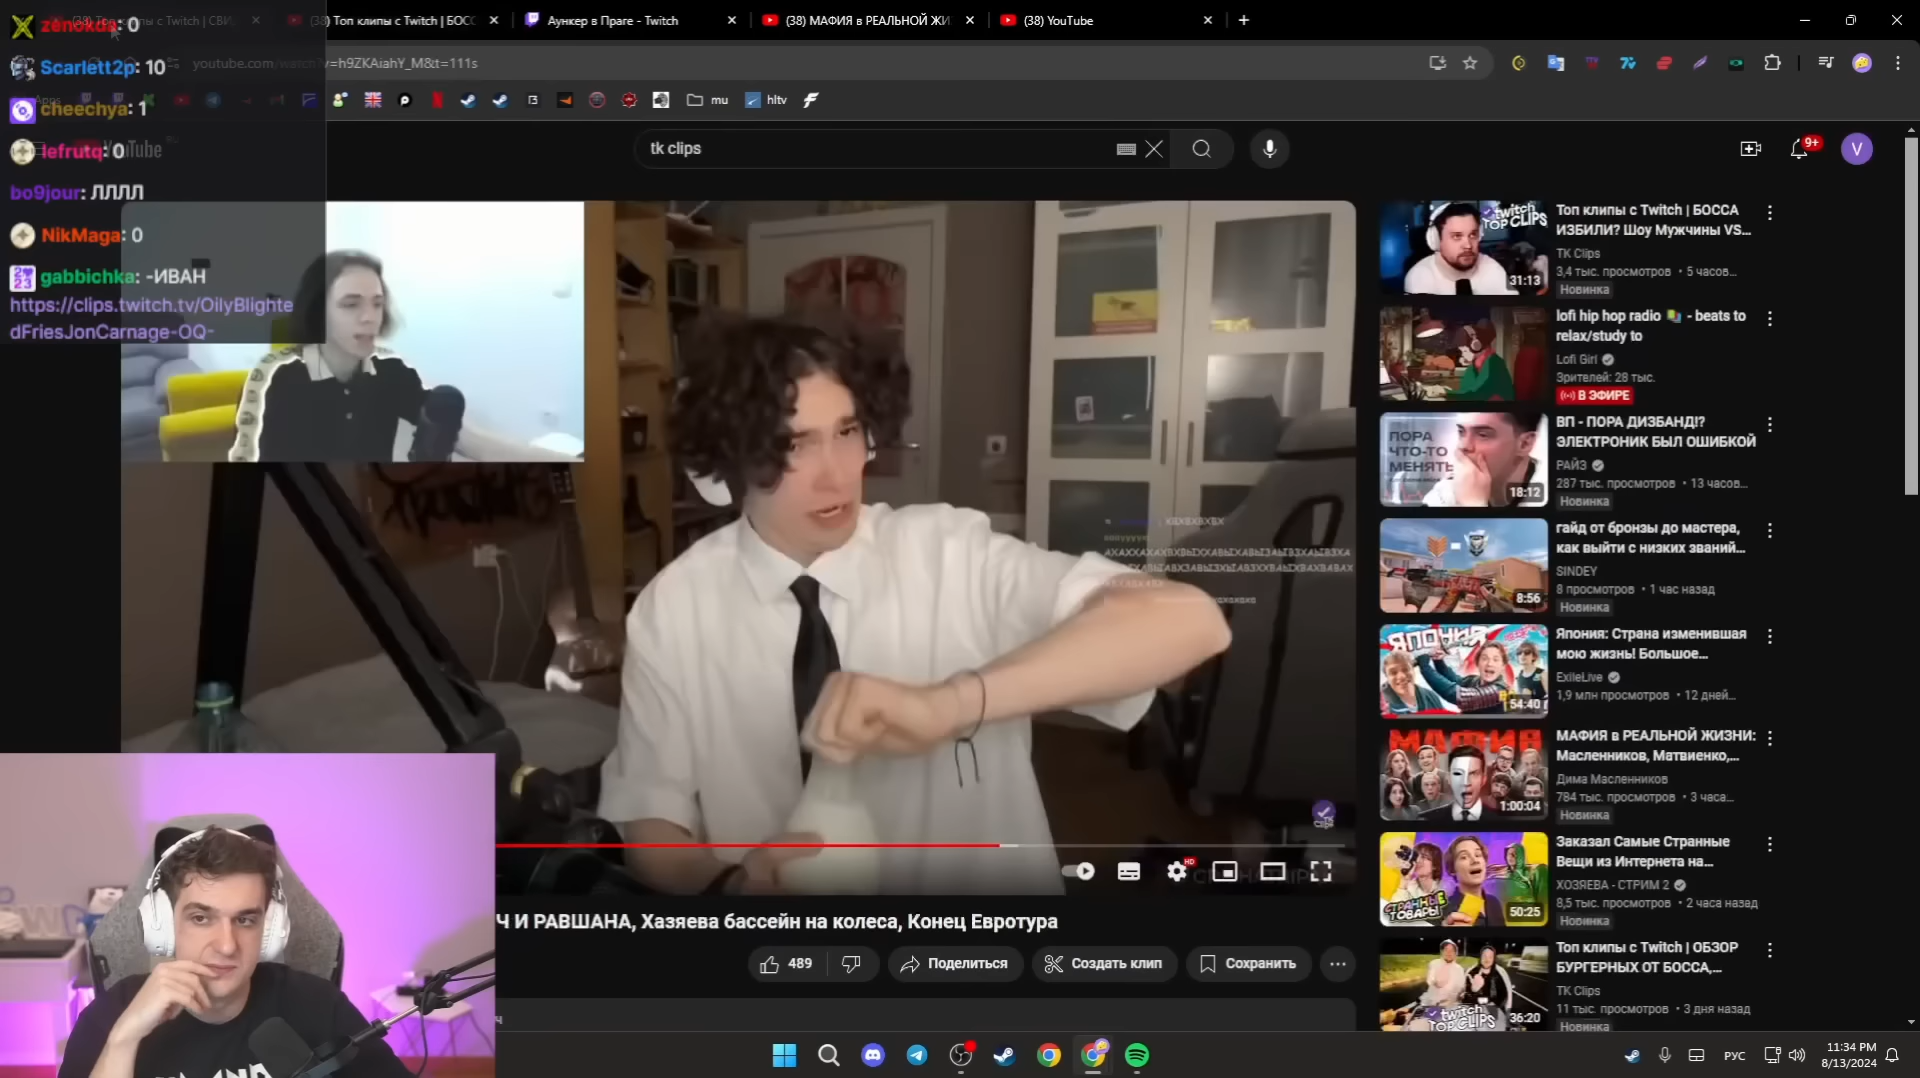 Топ клипы с Twitch | БОСС
Аункер в Праге - Twitch
(38) МАФИЯ в РЕАЛЬНОЙ ЖИ
(38) YouTube
youtube.com/watch?v=h9ZKAiahY_M&t=111s
mu
hltv
zenokda: 0
Scarlett2p: 10
cheechya: 1
lefrutq: 0
bo9jour: ЛЛЛЛ
NikMaga: 0
gabbichka: -ИВАН
https://clips.twitch.tv/OilyBlighte
dFriesJonCarnage-OQ-
tk clips
9+
V
Ч И РАВШАНА, Хазяева бассейн на колеса, Конец Евротура
489
Поделиться
Создать клип
Сохранить
twitch
TOP CLIPS
31:13
Топ клипы с Twitch | БОССА
ИЗБИЛИ? Шоу Мужчины VS...
TK Clips
3,4 тыс. просмотров • 5 часов...
Новинка
lofi hip hop radio - beats to
relax/study to
Lofi Girl
Зрителей: 28 тыс.
В ЭФИРЕ
ПОРА
ЧТО-ТО
МЕНЯТЬ
18:12
ВП - ПОРА ДИЗБАНД!?
ЭЛЕКТРОНИК БЫЛ ОШИБКОЙ
РАЙЗ
287 тыс. просмотров • 13 часов...
Новинка
8:56
гайд от бронзы до мастера,
как выйти с низких званий...
SINDEY
8 просмотров • 1 час назад
Новинка
ЯПОНИЯ
54:40
Япония: Страна изменившая
мою жизнь! Большое...
ExileLive
1,9 млн просмотров • 12 дней...
МАФИЯ
1:00:04
МАФИЯ в РЕАЛЬНОЙ ЖИЗНИ:
Масленников, Матвиенко,...
Дима Масленников
784 тыс. просмотров • 3 часа...
Новинка
СТРАННЫЕ
ТОВАРЫ
50:25
Заказал Самые Странные
Вещи из Интернета на...
ХОЗЯЕВА - СТРИМ 2
8,5 тыс. просмотров • 2 часа назад
Новинка
twitch
TOP CLIPS
36:20
Топ клипы с Twitch | ОБЗОР
БУРГЕРНЫХ ОТ БОССА,...
TK Clips
11 тыс. просмотров • 3 дня назад
Новинка
РУС
11:34 PM
8/13/2024